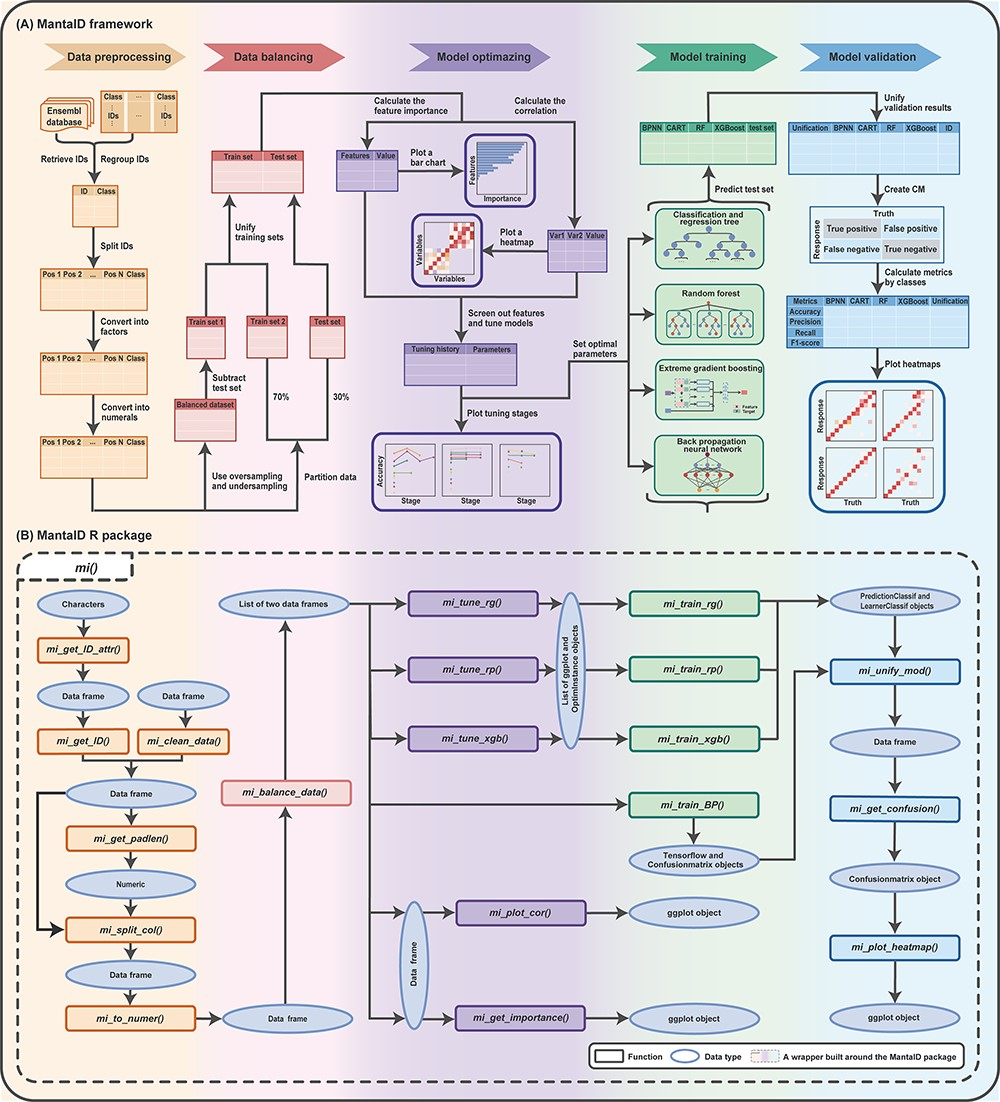 (A) MantaID framework
Data preprocessing
Data balancing
Model optimazing
Model training
Model validation
Ensembl
database
Class ... Class
IDs ... IDs
Retrieve IDs
Regroup IDs
ID Class
Split IDs
Pos 1 Pos 2 ... Pos N Class
Convert into
factors
Pos 1 Pos 2 ... Pos N Class
Convert into
numerals
Pos 1 Pos 2 ... Pos N Class
Train set Test set
Unify
training sets
Train set 1
Train set 2
Test set
Subtract
test set
Balanced dataset
70%
30%
Use oversampling
and undersampling
Partition data
Calculate the
feature importance
Calculate the
correlation
Features Value
Plot a
bar chart
Features
Importance
Plot a
heatmap
Variables
Variables
Var1 Var2 Value
Screen out features
and tune models
Tuning history Parameters
Set optimal
parameters
Plot tuning stages
Accuracy
Stage
Stage
Stage
BPNN CART RF XGBoost test set
Predict test set
Classification and
regression tree
Random forest
Extreme gradient boosting
Feature
Target
Back propagation
neural network
Unify
validation results
Unification BPNN CART RF XGBoost ID
Create CM
Truth
Response
True positive False positive
False negative True negative
Calculate metrics
by classes
Metrics BPNN CART RF XGBoost Unification
Accuracy
Precision
Recall
F1-score
Plot heatmaps
Response
Response
Truth
Truth
(B) MantaID R package
mi()
Characters
mi_get_ID_attr()
Data frame
Data frame
mi_get_ID()
mi_clean_data()
Data frame
mi_get_padlen()
Numeric
mi_split_col()
Data frame
mi_to_numer()
List of two data frames
mi_balance_data()
Data frame
mi_tune_rg()
mi_tune_rp()
mi_tune_xgb()
List of ggplot and
Optiminstance objects
mi_train_rg()
mi_train_rp()
mi_train_xgb()
mi_train_BP()
Tensorflow and
Confusionmatrix objects
Data frame
mi_plot_cor()
ggplot object
mi_get_importance()
ggplot object
PredictionClassif and
LearnerClassif objects
mi_unify_mod()
Data frame
mi_get_confusion()
Confusionmatrix object
mi_plot_heatmap()
ggplot object
Function
Data type
A wrapper built around the MantaID package